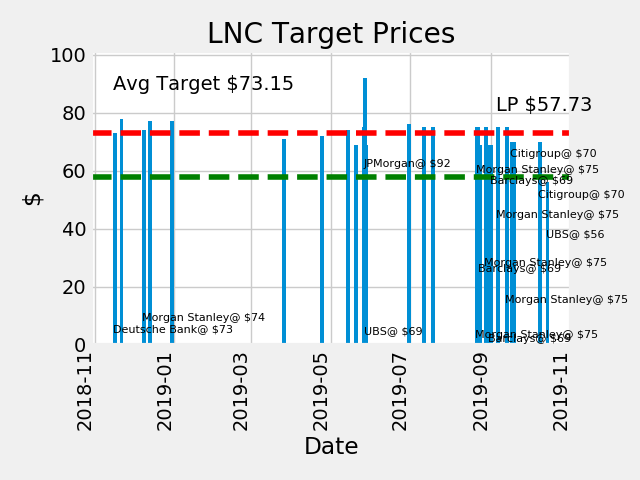 LNC Target Prices
100
Avg Target $73.15
LP $57.73
80
Citigroup@ $70
JPMorgan@ $92
Morgan Stanley@ $75
60
Barclays@ $69
Citigroup@ $70
Morgan Stanley@ $75
$
40
UBS@ $56
Morgan Stanley@ $75
Barclays@ $69
20
Morgan Stanley@ $75
Morgan Stanley@ $74
Deutsche Bank@ $73
UBS@ $69
Morgan Stanley@ $75
Barclays@ $69
0
2018-11
2019-01
2019-03
2019-05
2019-07
2019-09
2019-11
Date